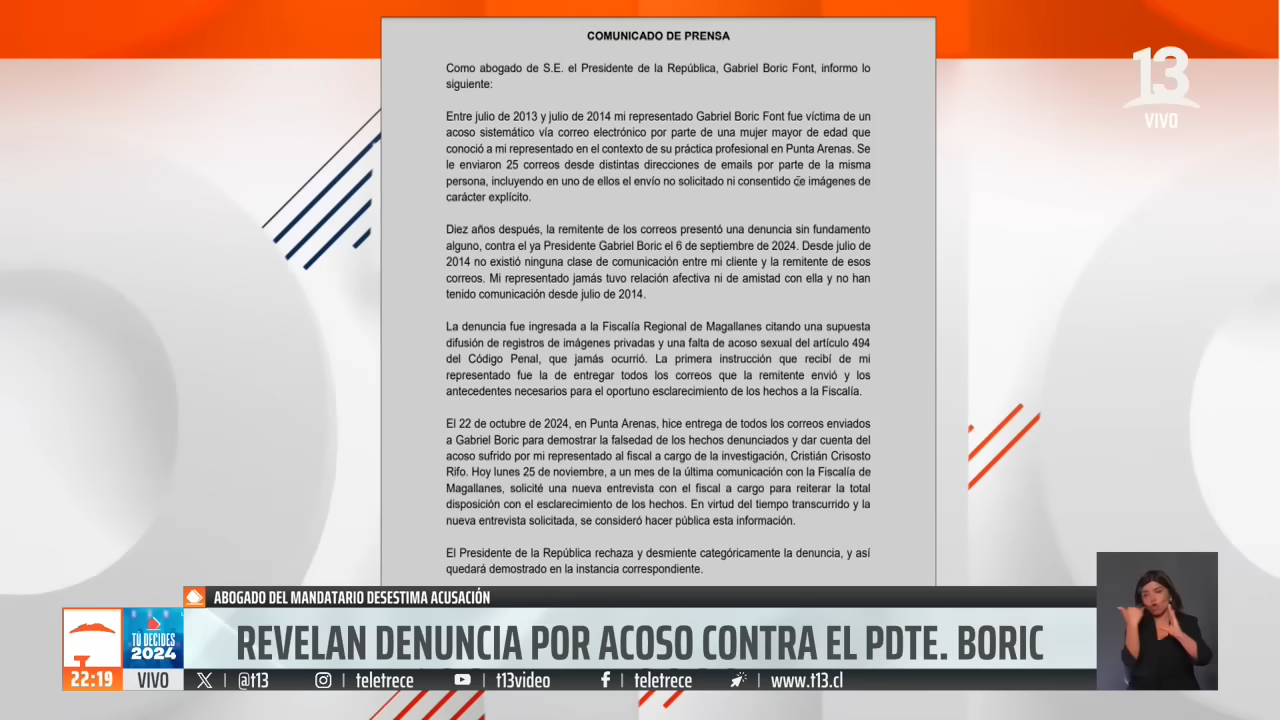 COMUNICADO DE PRENSA
Como abogado de S.E. el Presidente de la República, Gabriel Boric Font, informo lo
siguiente:
Entre julio de 2013 y julio de 2014 mi representado Gabriel Boric Font fue víctima de un
acoso sistemático vía correo electrónico por parte de una mujer mayor de edad que
conoció a mi representado en el contexto de su práctica profesional en Punta Arenas. Se
le enviaron 25 correos desde distintas direcciones de emails por parte de la misma
persona, incluyendo en uno de ellos el envío no solicitado ni consentido de imágenes de
carácter explícito.
Diez años después, la remitente de los correos presentó una denuncia sin fundamento
alguno, contra el ya Presidente Gabriel Boric el 6 de septiembre de 2024. Desde julio de
2014 no existió ninguna clase de comunicación entre mi cliente y la remitente de esos
correos. Mi representado jamás tuvo relación afectiva ni de amistad con ella y no han
tenido comunicación desde julio de 2014.
La denuncia fue ingresada a la Fiscalía Regional de Magallanes citando una supuesta
difusión de registros de imágenes privadas y una falta de acoso sexual del artículo 494
del Código Penal, que jamás ocurrió. La primera instrucción que recibí de mi
representado fue la de entregar todos los correos que la remitente envió y los
antecedentes necesarios para el oportuno esclarecimiento de los hechos a la Fiscalía.
El 22 de octubre de 2024, en Punta Arenas, hice entrega de todos los correos enviados
a Gabriel Boric para demostrar la falsedad de los hechos denunciados y dar cuenta del
acoso sufrido por mi representado al fiscal a cargo de la investigación, Cristián Crisosto
Rifo. Hoy lunes 25 de noviembre, a un mes de la última comunicación con la Fiscalía de
Magallanes, solicité una nueva entrevista con el fiscal a cargo para reiterar la total
disposición con el esclarecimiento de los hechos. En virtud del tiempo transcurrido y la
nueva entrevista solicitada, se consideró hacer pública esta información.
El Presidente de la República rechaza y desmiente categóricamente la denuncia, y así
quedará demostrado en la instancia correspondiente.
13
VIVO
ABOGADO DEL MANDATARIO DESESTIMA ACUSACIÓN
TÚ DECIDES
2024
REVELAN DENUNCIA POR ACOSO CONTRA EL PDTE. BORIC
22:19 VIVO @t13 teletrece t13video teletrece www.t13.cl